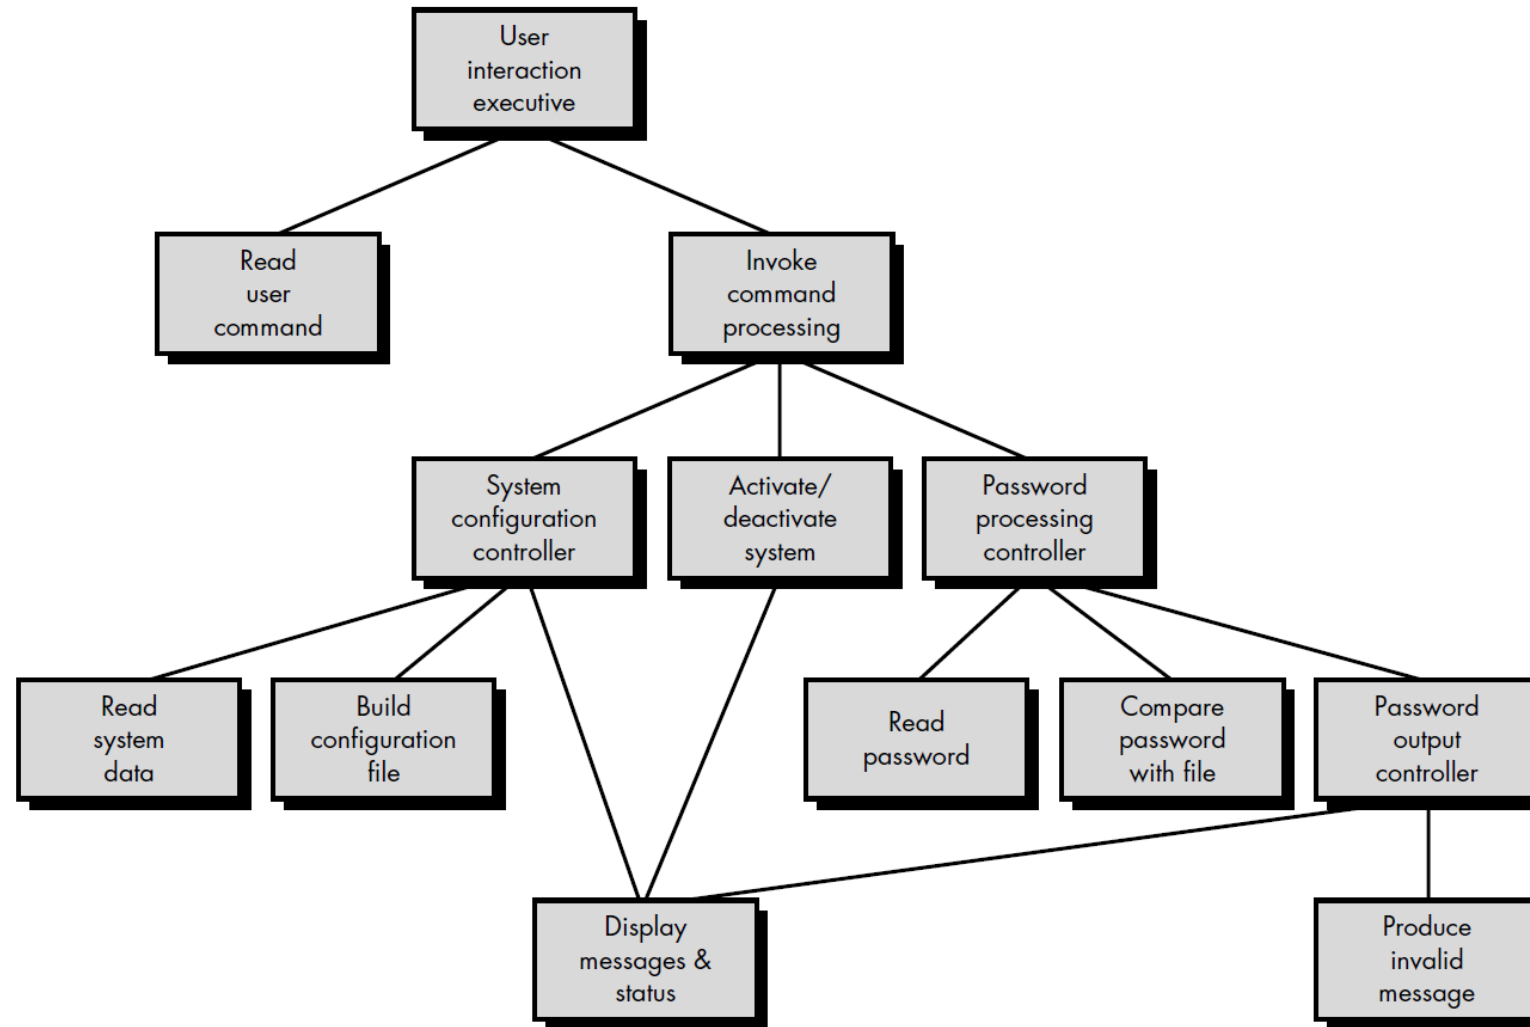 User
interaction
executive
Read
user
command
Invoke
command
processing
System
configuration
controller
Activate/
deactivate
system
Password
processing
controller
Read
system
data
Build
configuration
file
Read
password
Compare
password
with file
Password
output
controller
Display
messages &
status
Produce
invalid
message